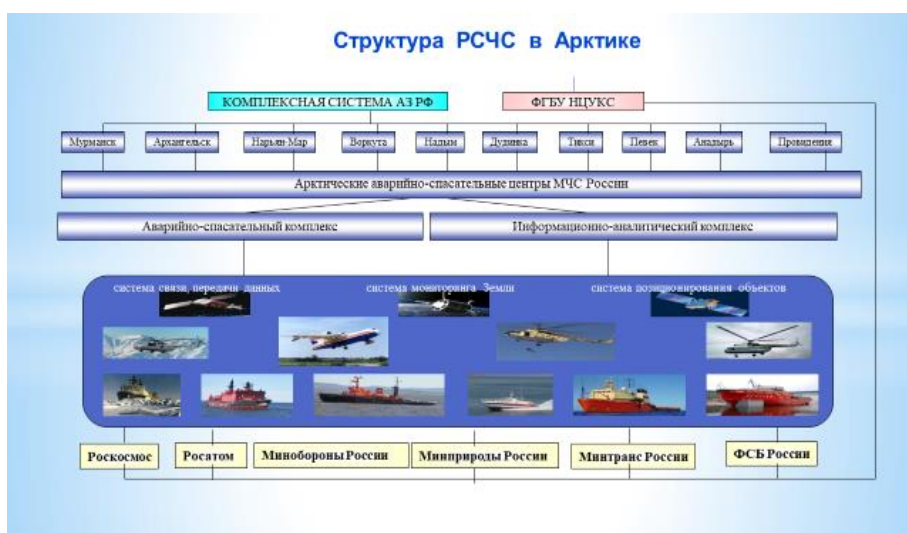 Структура РСЧС в Арктике
КОМПЛЕКСНАЯ СИСТЕМА АЗ РФ
ФГБУ НЦУКС
Мурманск
Архангельск
Нарьян-Мар
Воркута
Надым
Дудинка
Тикси
Певек
Анадырь
Провидения
Арктические аварийно-спасательные центры МЧС России
Аварийно-спасательный комплекс
Информационно-аналитический комплекс
система связи, передачи данных
система мониторинга Земли
система позиционирования объектов
Роскосмос
Росатом
Минобороны России
Минприроды России
Минтранс России
ФСБ России